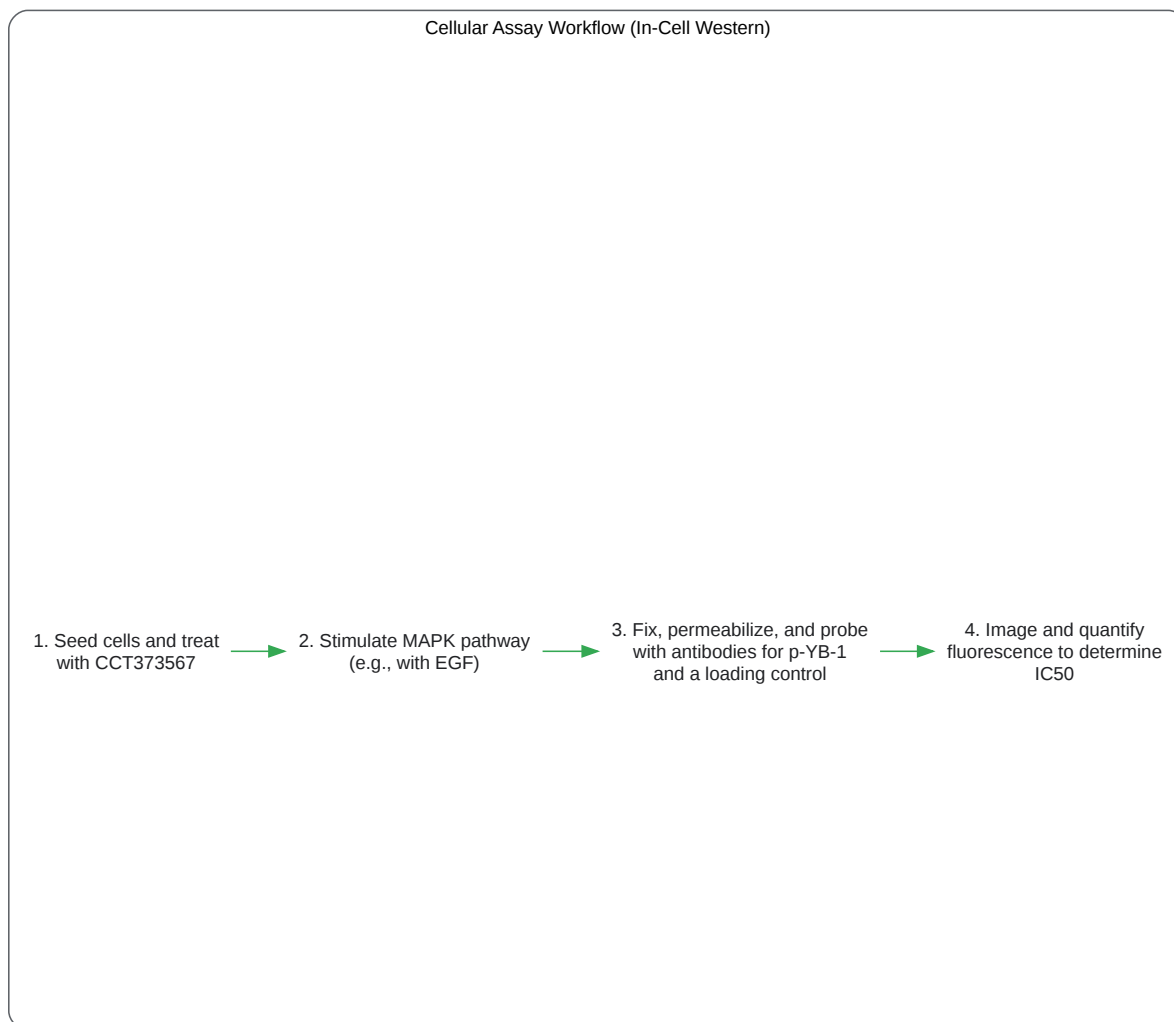 Cellular Assay Workflow (In-Cell Western)
1. Seed cells and treat
with CCT373567
2. Stimulate MAPK pathway
(e.g., with EGF)
3. Fix, permeabilize, and probe
with antibodies for p-YB-1
and a loading control
4. Image and quantify
fluorescence to determine
IC50